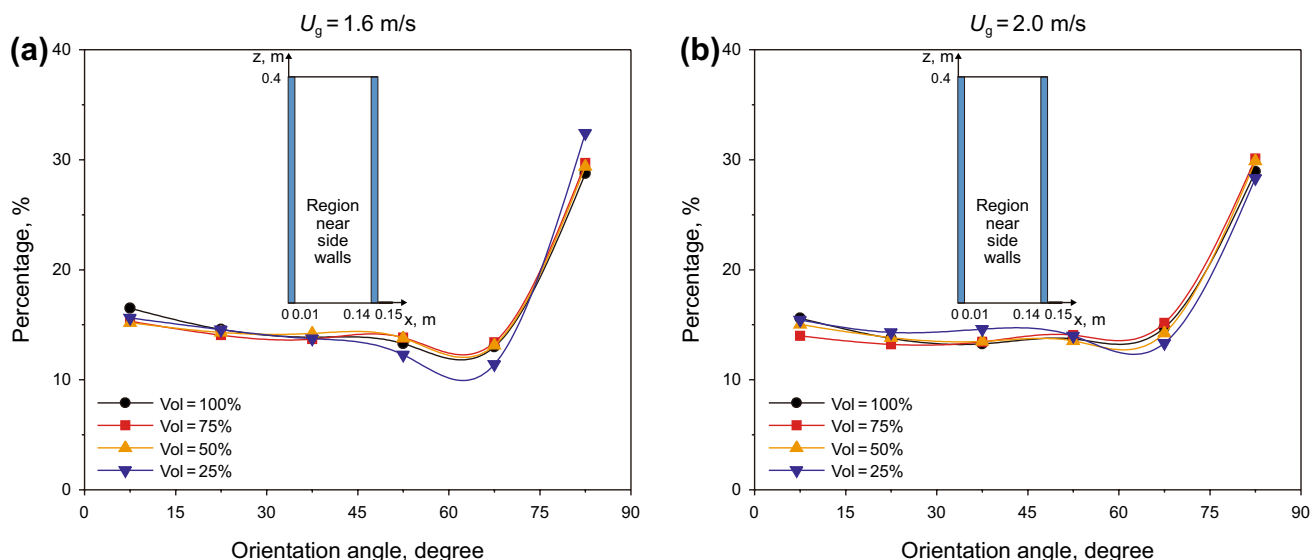 U_g = 1.6 m/s
(a)
40
30
20
10
0
Percentage, %
z, m
0.4
Region
near
side
walls
0 0.01 0.14 0.15
x, m
Vol = 100%
Vol = 75%
Vol = 50%
Vol = 25%
0 15 30 45 60 75 90
Orientation angle, degree
U_g = 2.0 m/s
(b)
40
30
20
10
0
Percentage, %
z, m
0.4
Region
near
side
walls
0 0.01 0.14 0.15
x, m
Vol = 100%
Vol = 75%
Vol = 50%
Vol = 25%
0 15 30 45 60 75 90
Orientation angle, degree